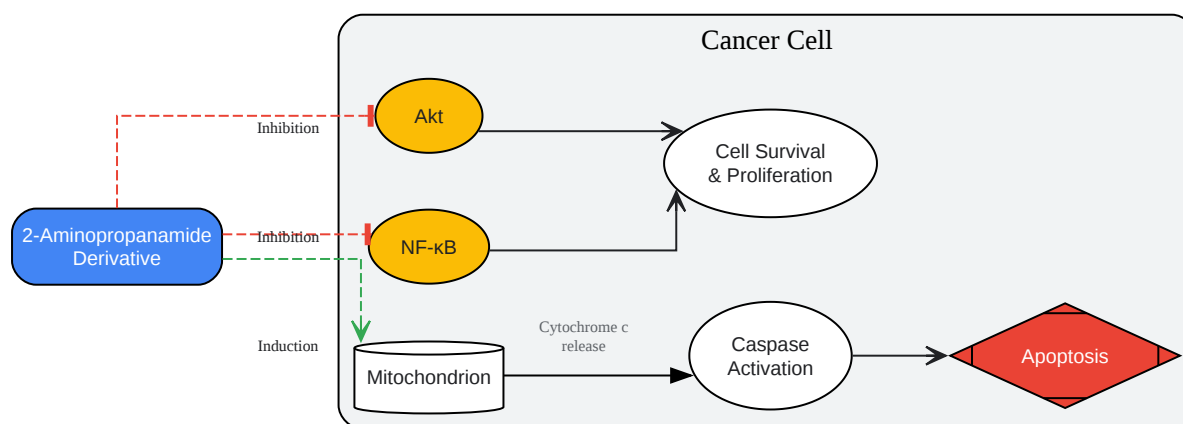 Cancer Cell
Akt
Inhibition
Cell Survival
& Proliferation
2-Aminopropanamide
Derivative
Inhibition
NF-κB
Induction
Mitochondrion
Cytochrome c
release
Caspase
Activation
Apoptosis